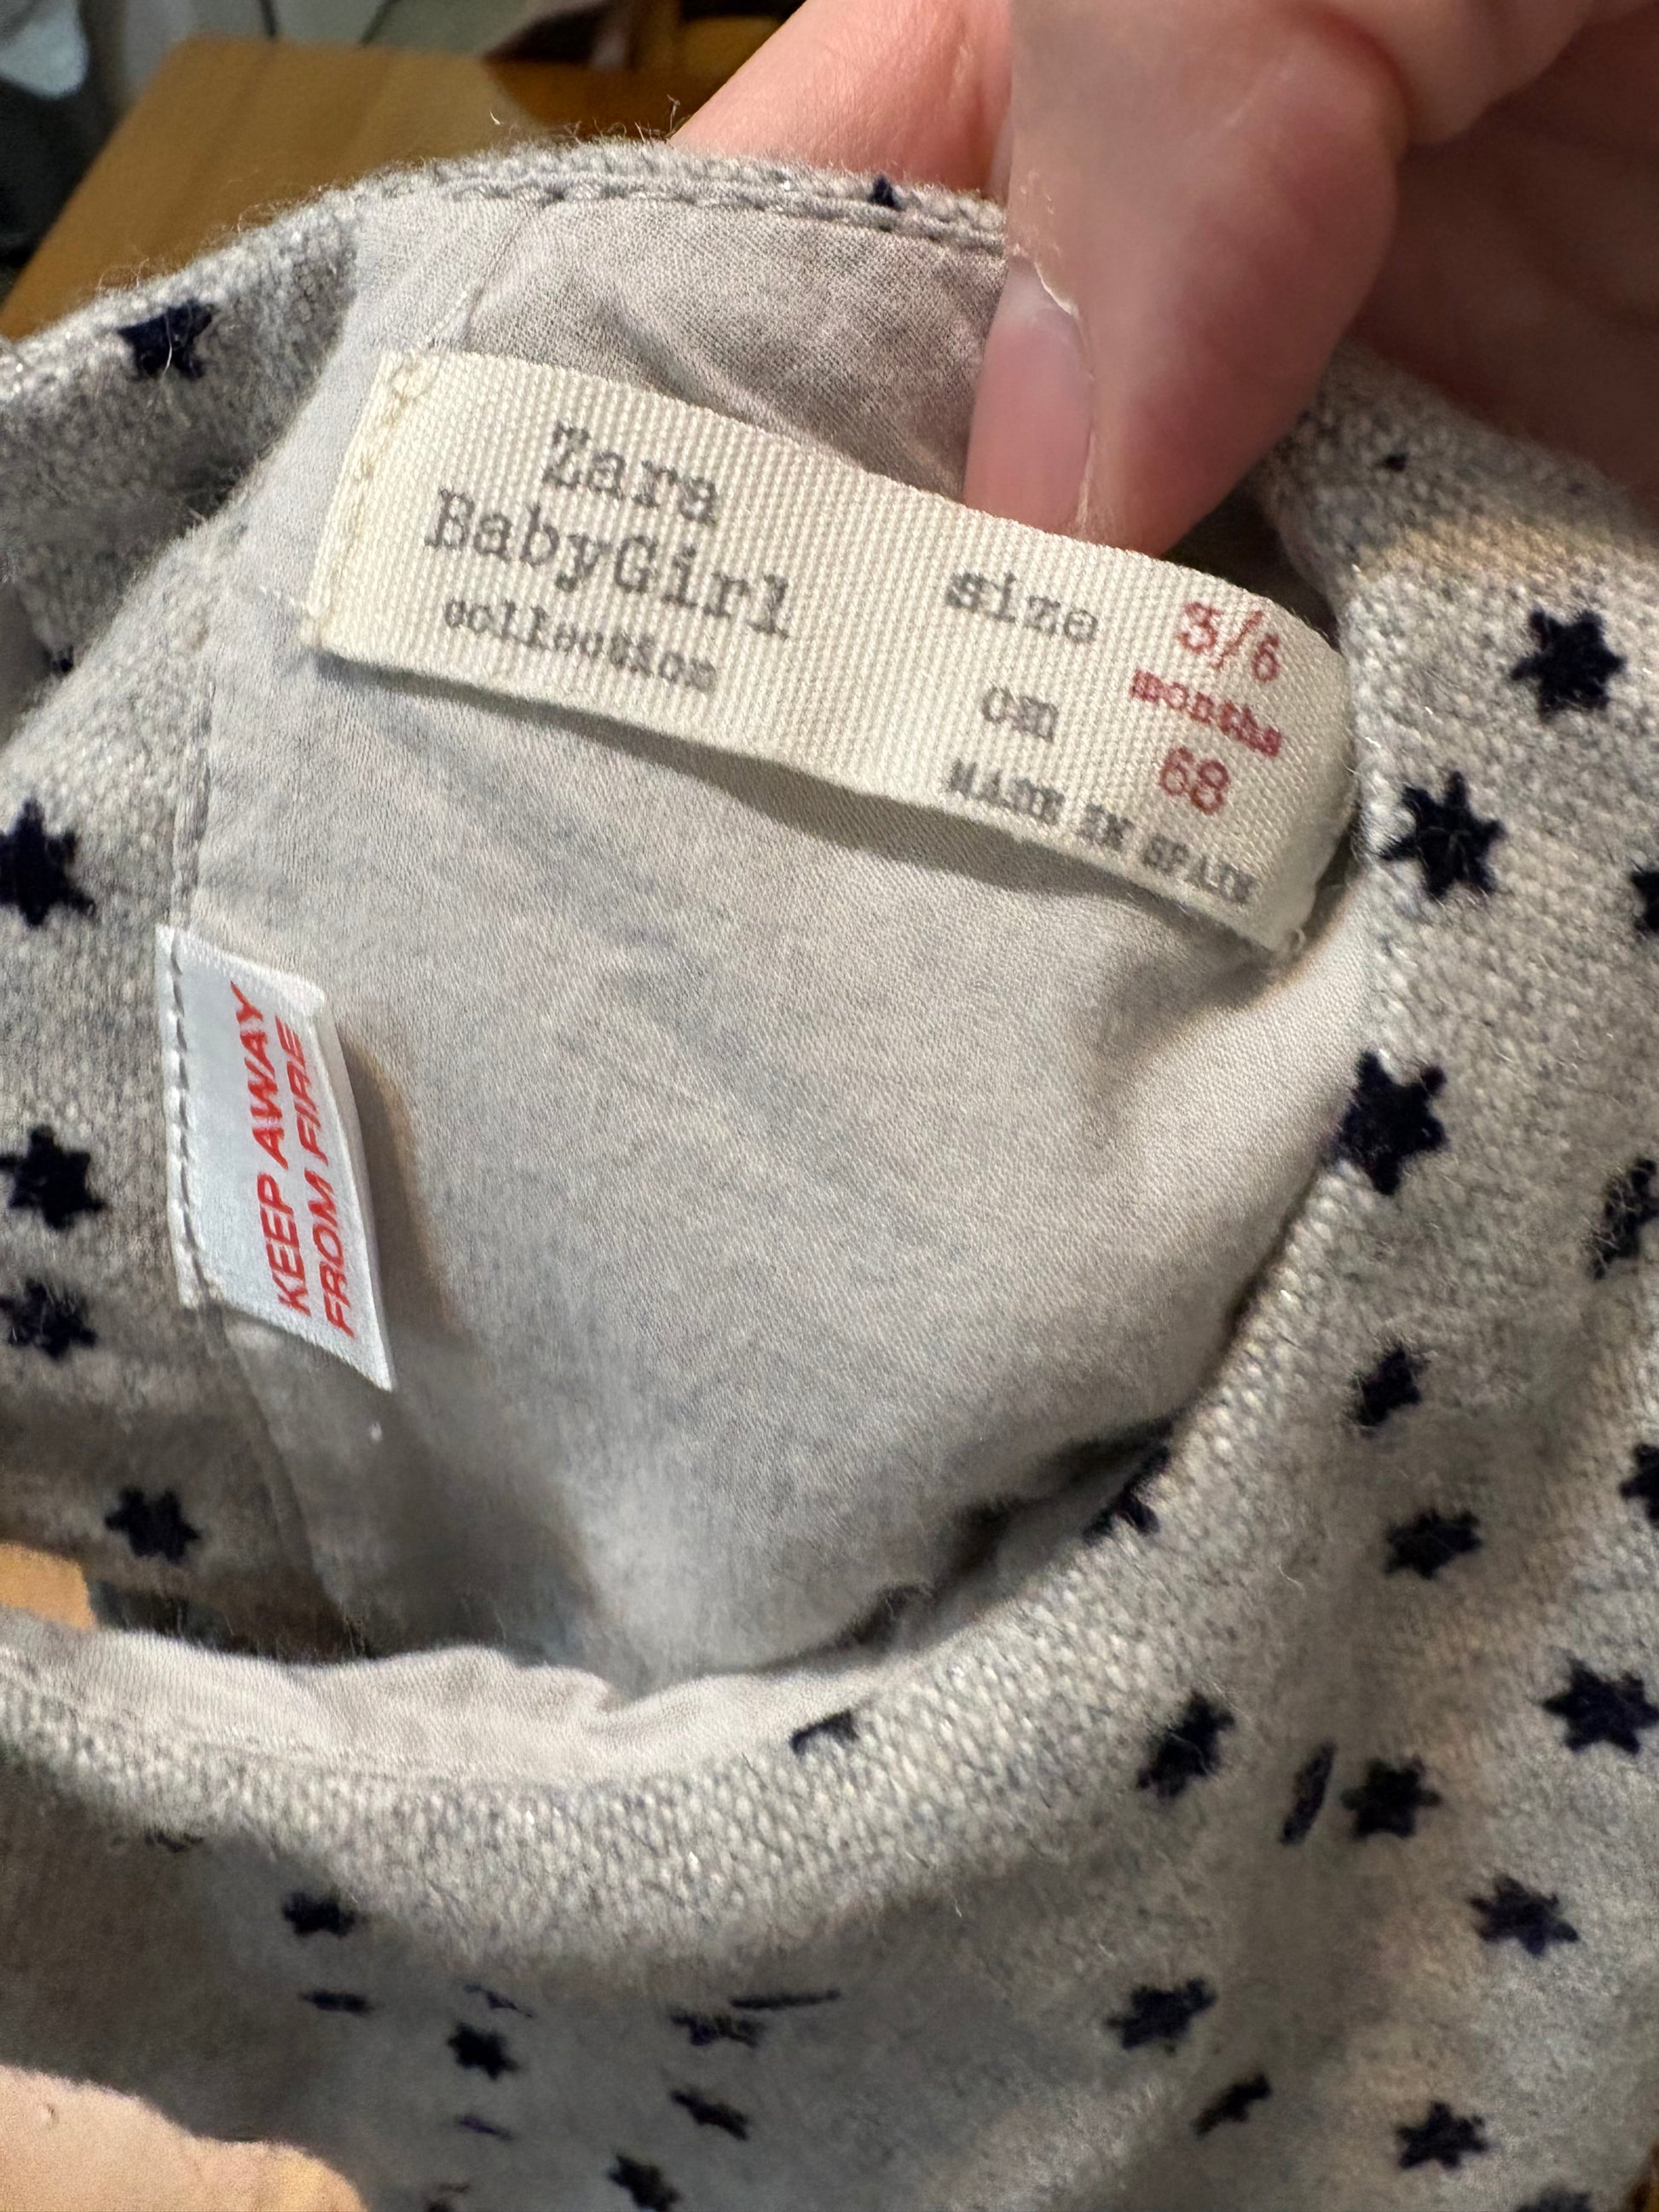 Zara
BabyGirl
collection
size 3/6
months
cm 68
MADE IN SPAIN
KEEP AWAY
FROM FIRE